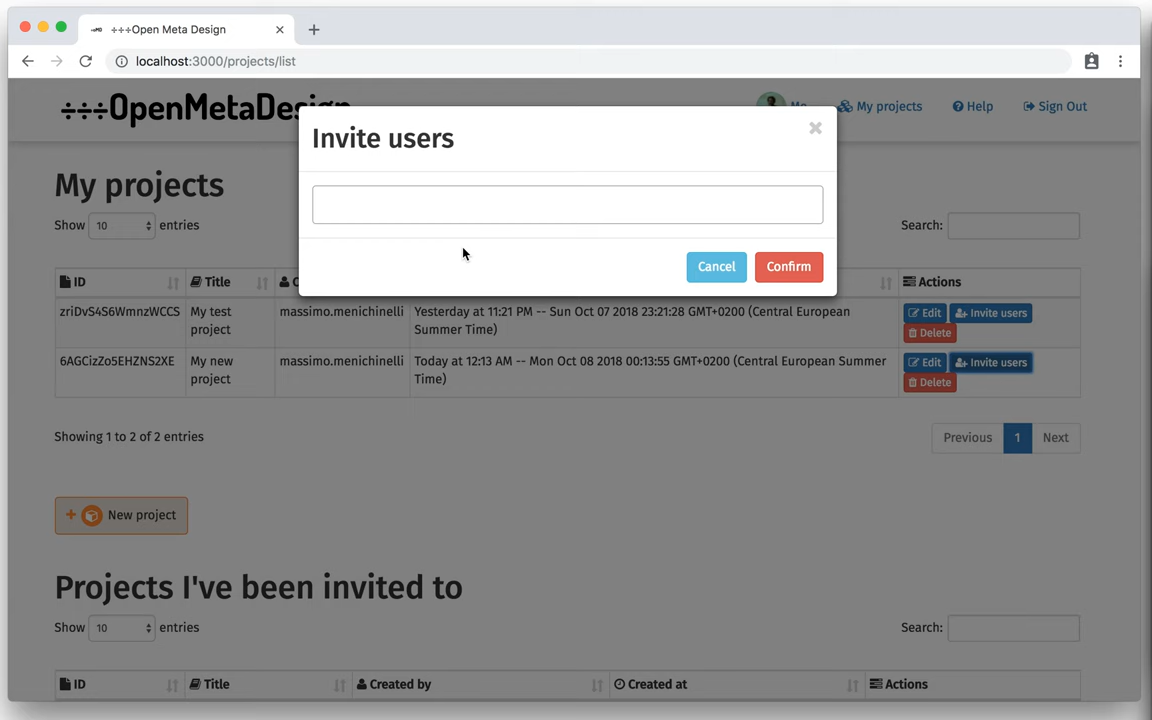 +++Open Meta Design
localhost:3000/projects/list
OpenMetaDesign
Me
My projects
Help
Sign Out
Invite users
Cancel
Confirm
My projects
Show 10 entries
Search:
ID
Title
Actions
zriDvS4S6WmnzWCCS
My test
project
massimo.menichinelli
Yesterday at 11:21 PM -- Sun Oct 07 2018 23:21:28 GMT+0200 (Central European
Summer Time)
Edit
Invite users
Delete
6AGCizZo5EHZNS2XE
My new
project
massimo.menichinelli
Today at 12:13 AM -- Mon Oct 08 2018 00:13:55 GMT+0200 (Central European Summer
Time)
Edit
Invite users
Delete
Showing 1 to 2 of 2 entries
Previous 1 Next
+ New project
Projects I've been invited to
Show 10 entries
Search:
ID
Title
Created by
Created at
Actions